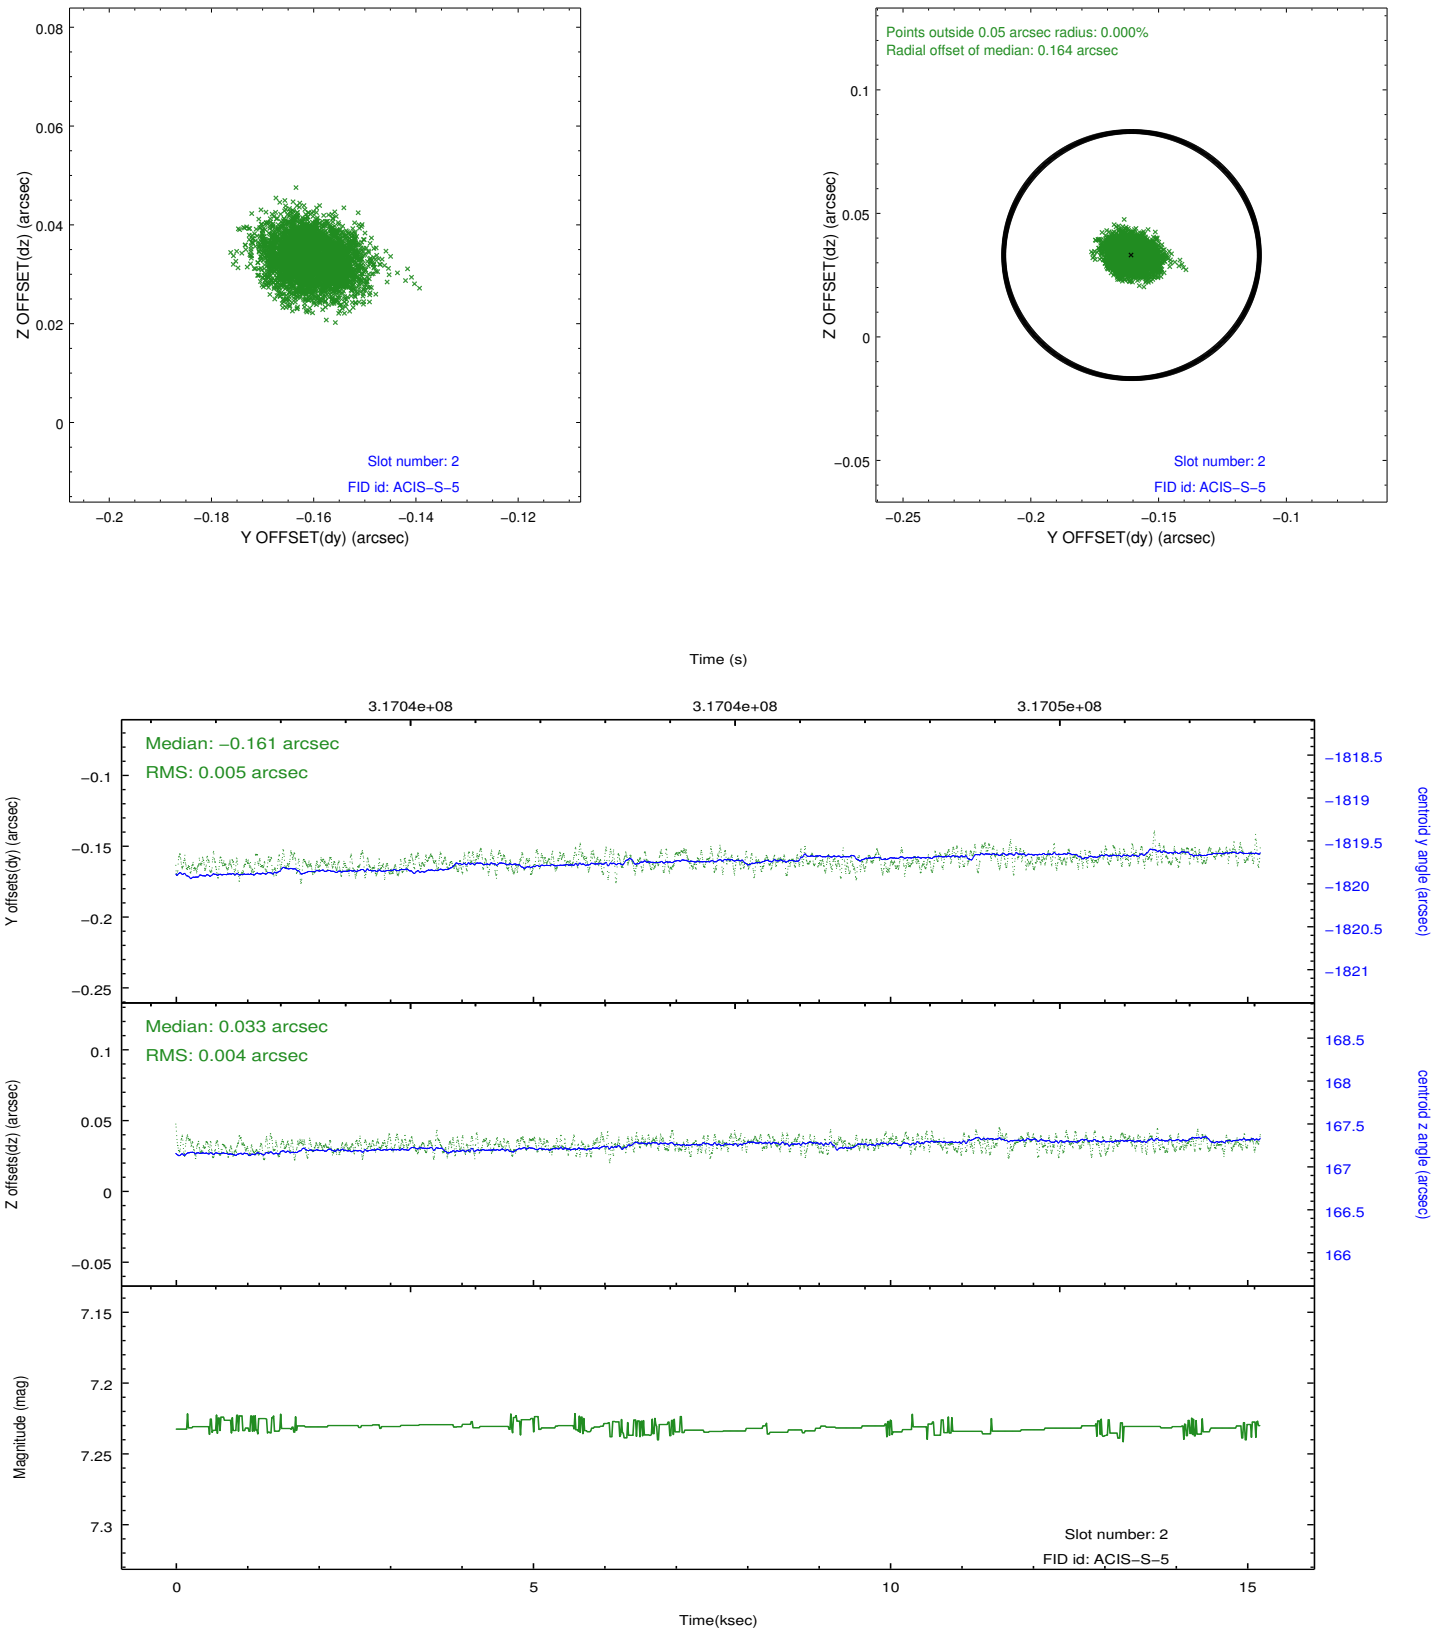 0.08
0.06
0.04
0.02
0
Z OFFSET(dz) (arcsec)
Slot number: 2
FID id: ACIS−S−5
−0.2 −0.18 −0.16 −0.14 −0.12
Y OFFSET(dy) (arcsec)
Points outside 0.05 arcsec radius: 0.000%
Radial offset of median: 0.164 arcsec
0.1
0.05
0
−0.05
Z OFFSET(dz) (arcsec)
Slot number: 2
FID id: ACIS−S−5
−0.25 −0.2 −0.15 −0.1
Y OFFSET(dy) (arcsec)
Time (s)
3.1704e+08 3.1704e+08 3.1705e+08
Median: −0.161 arcsec
RMS: 0.005 arcsec
−0.1
−0.15
−0.2
−0.25
Y offsets(dy) (arcsec)
−1818.5
−1819
−1819.5
−1820
−1820.5
−1821
centroid y angle (arcsec)
Median: 0.033 arcsec
RMS: 0.004 arcsec
0.1
0.05
0
−0.05
Z offsets(dz) (arcsec)
168.5
168
167.5
167
166.5
166
centroid z angle (arcsec)
7.15
7.2
7.25
7.3
Magnitude (mag)
Slot number: 2
FID id: ACIS−S−5
0 5 10 15
Time(ksec)